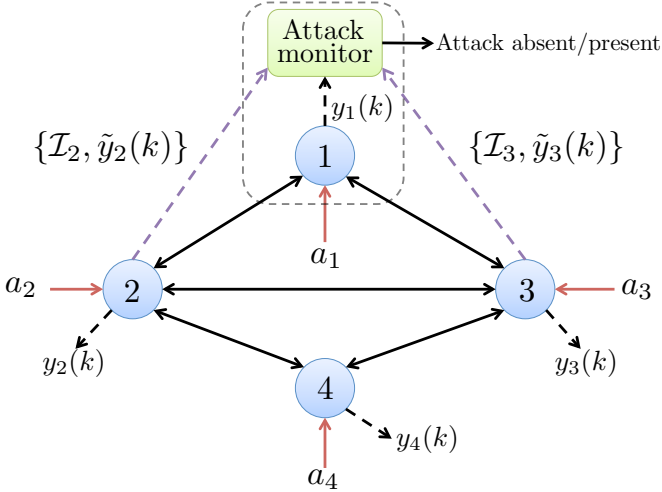 Attack
monitor
Attack absent/present
y₁(k)
{𝓘₂, ỹ₂(k)}
{𝓘₃, ỹ₃(k)}
1
a₁
a₂
2
3
a₃
y₂(k)
y₃(k)
4
y₄(k)
a₄